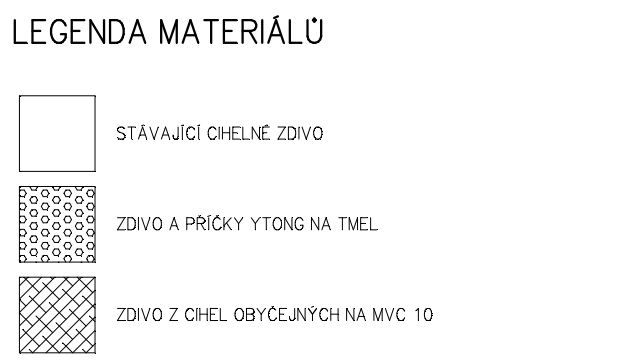 LEGENDA MATERIÁLŮ
STÁVAJÍCÍ CIHELNÉ ZDIVO
ZDIVO A PŘÍČKY YTONG NA TMEL
ZDIVO Z CIHEL OBYČEJNÝCH NA MVC 10